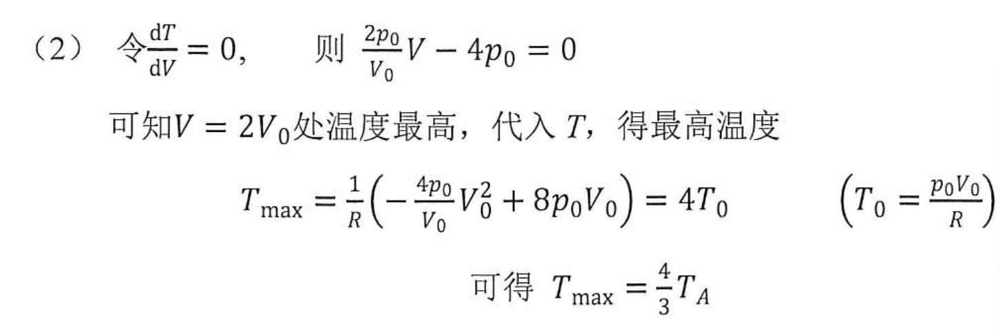 （2） 令$\frac{\mathrm{d}T}{\mathrm{d}V} = 0$,　　则 $\frac{2p_0}{V_0}V - 4p_0 = 0$
可知$V = 2V_0$处温度最高，代入 $T$，得最高温度
$T_{\max} = \frac{1}{R}\left(-\frac{4p_0}{V_0}V_0^2 + 8p_0V_0\right) = 4T_0$　　$\left(T_0 = \frac{p_0V_0}{R}\right)$
可得 $T_{\max} = \frac{4}{3}T_A$